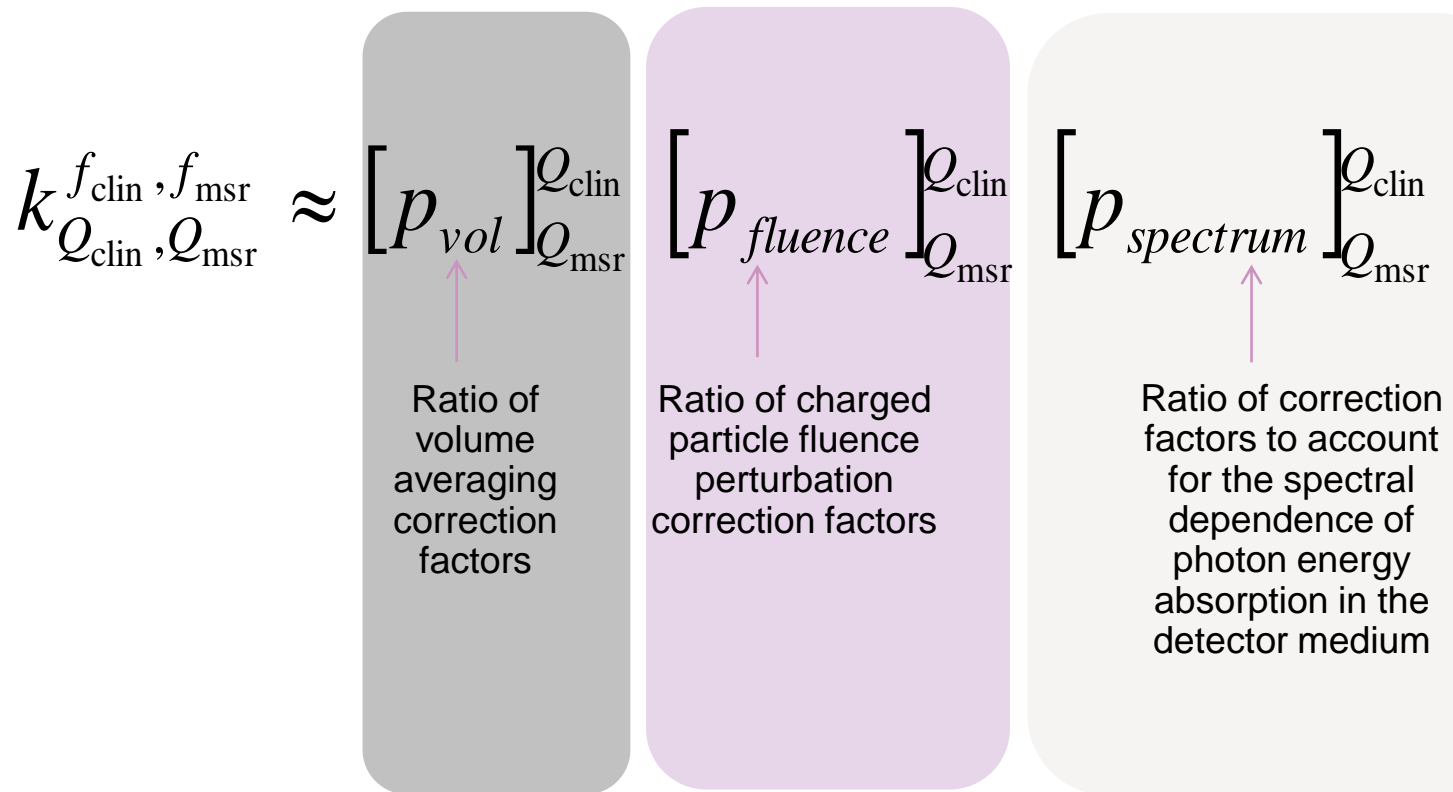 k_{Q_clin ,Q_msr}^{f_clin ,f_msr} ≈ [p_vol]_{Q_msr}^{Q_clin} [p_fluence]_{Q_msr}^{Q_clin} [p_spectrum]_{Q_msr}^{Q_clin}
Ratio of
volume
averaging
correction
factors
Ratio of charged
particle fluence
perturbation
correction factors
Ratio of correction
factors to account
for the spectral
dependence of
photon energy
absorption in the
detector medium